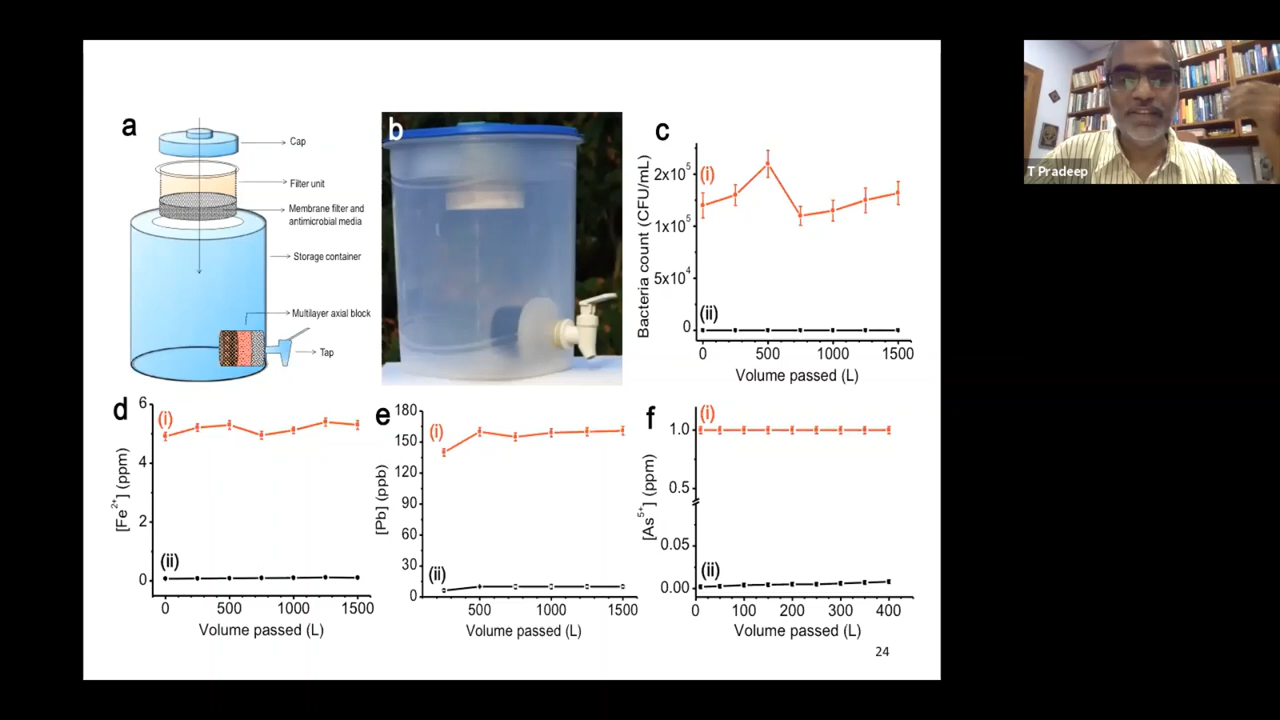 a
Cap
Filter unit
Membrane filter and
antimicrobial media
Storage container
Multilayer axial block
Tap
b
c
Bacteria count (CFU/mL)
2x10⁵
1x10⁵
5x10⁴
0
(i)
(ii)
0 500 1000 1500
Volume passed (L)
T Pradeep
d
[Fe²⁺] (ppm)
6
4
2
0
(i)
(ii)
0 500 1000 1500
Volume passed (L)
e
[Pb] (ppb)
180
150
120
90
60
30
0
(i)
(ii)
500 1000 1500
Volume passed (L)
f
[As⁵⁺] (ppm)
1.0
0.5
0.05
0.00
(i)
(ii)
0 100 200 300 400
Volume passed (L)
24